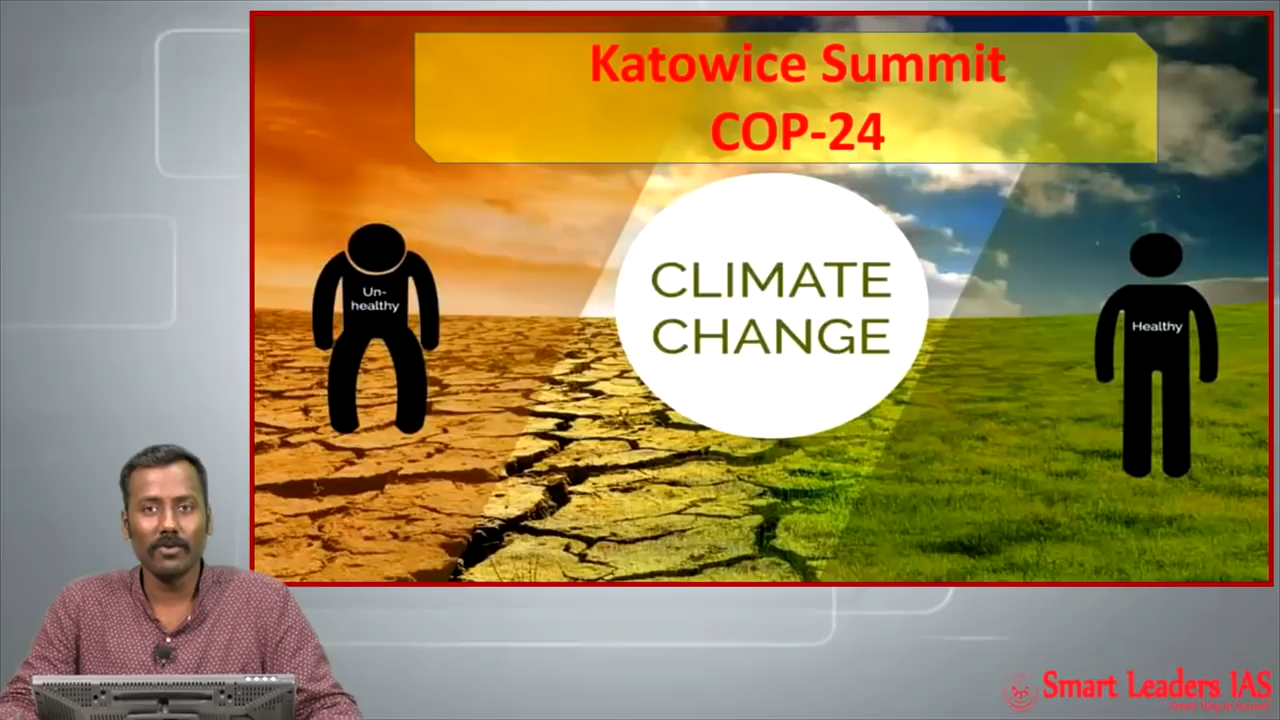 Katowice Summit
COP-24
CLIMATE
CHANGE
Un-
healthy
Healthy
Smart Leaders IAS